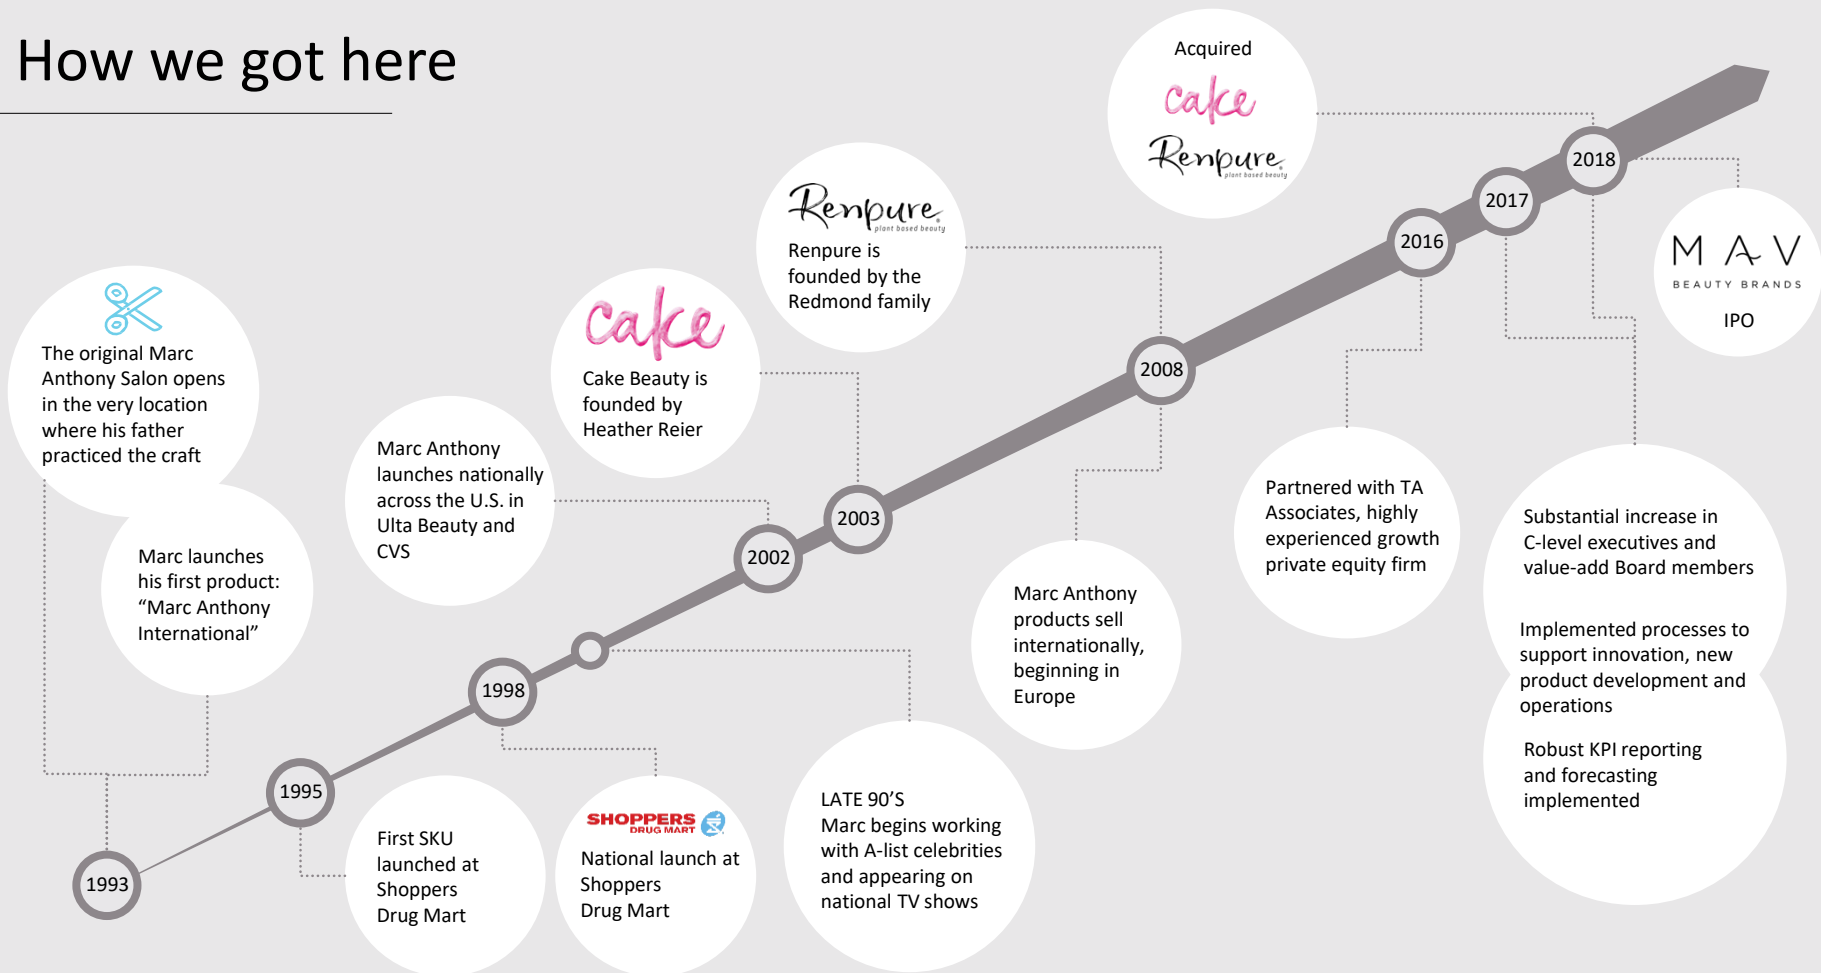 How we got here
The original Marc
Anthony Salon opens
in the very location
where his father
practiced the craft
Marc launches
his first product:
“Marc Anthony
International”
1993
1995
First SKU
launched at
Shoppers
Drug Mart
1998
SHOPPERS
DRUG MART
National launch at
Shoppers
Drug Mart
LATE 90’S
Marc begins working
with A-list celebrities
and appearing on
national TV shows
Marc Anthony
launches nationally
across the U.S. in
Ulta Beauty and
CVS
2002
cake
Cake Beauty is
founded by
Heather Reier
2003
Renpure®
plant based beauty
Renpure is
founded by the
Redmond family
2008
Marc Anthony
products sell
internationally,
beginning in
Europe
2016
Partnered with TA
Associates, highly
experienced growth
private equity firm
2017
Substantial increase in
C-level executives and
value-add Board members
Implemented processes to
support innovation, new
product development and
operations
Robust KPI reporting
and forecasting
implemented
2018
Acquired
cake
Renpure®
plant based beauty
MAV
BEAUTY BRANDS
IPO